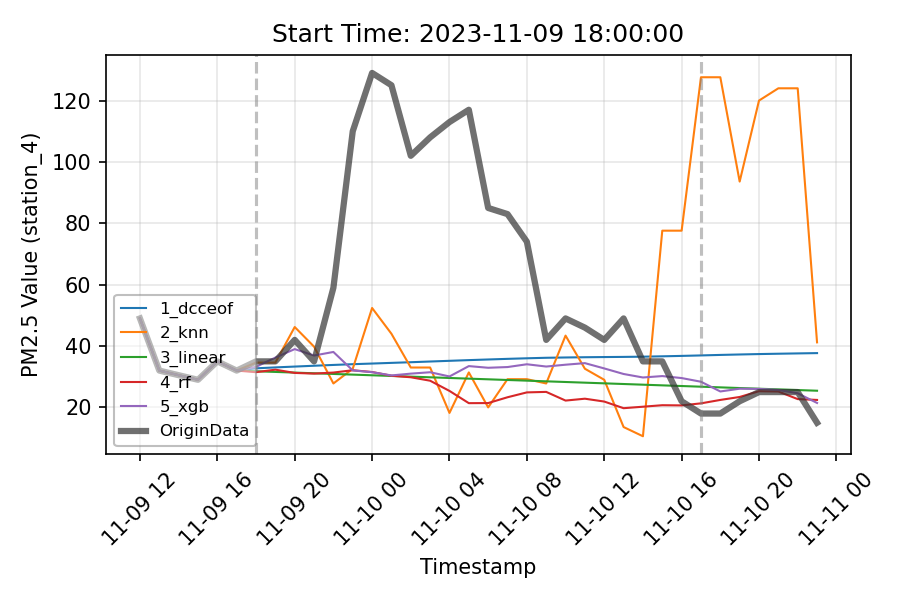 Start Time: 2023-11-09 18:00:00
PM2.5 Value (station_4)
120
100
80
60
40
20
1_dcceof
2_knn
3_linear
4_rf
5_xgb
OriginData
11-09 12
11-09 16
11-09 20
11-10 00
11-10 04
11-10 08
11-10 12
11-10 16
11-10 20
11-11 00
Timestamp